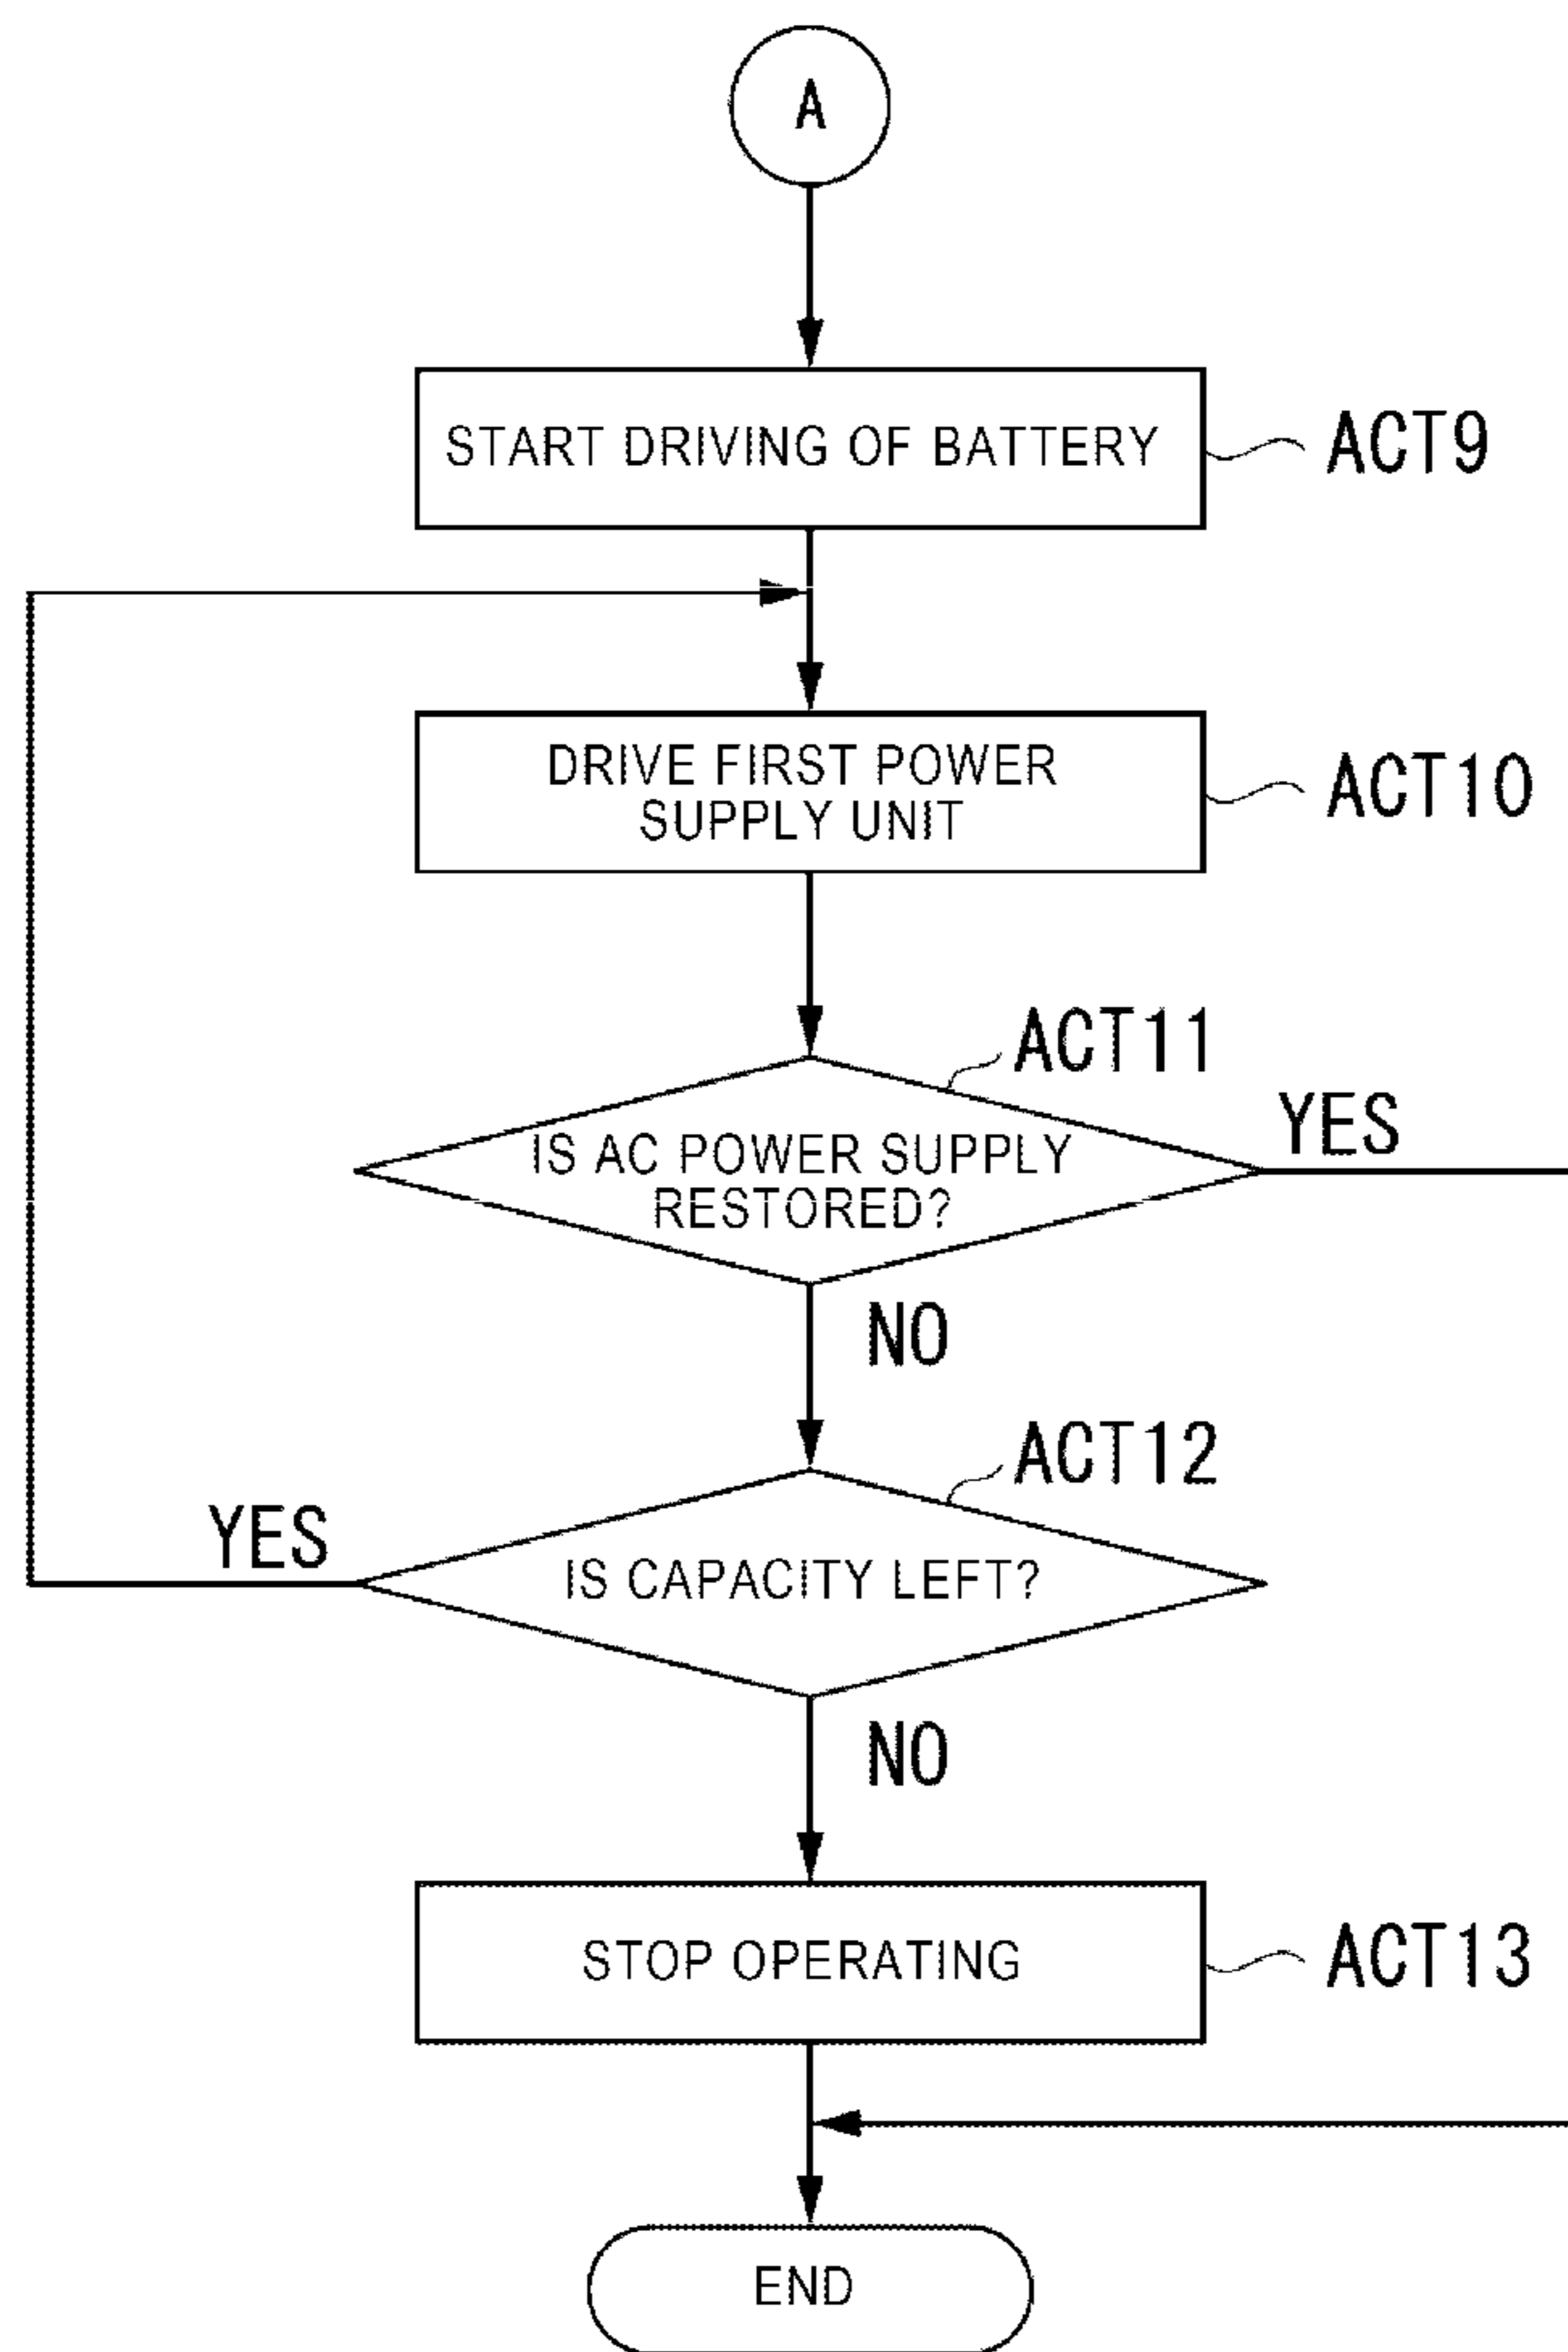 A
START DRIVING OF BATTERY
ACT9
DRIVE FIRST POWER
SUPPLY UNIT
ACT10
ACT11
YES
IS AC POWER SUPPLY
RESTORED?
NO
ACT12
YES
IS CAPACITY LEFT?
NO
STOP OPERATING
ACT13
END